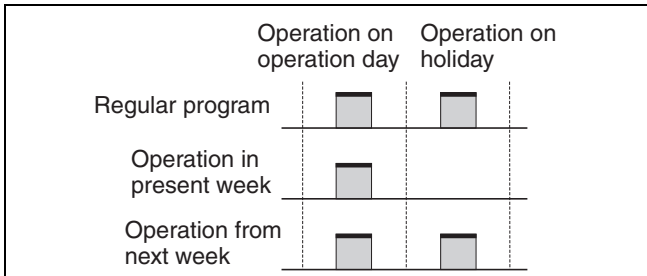 Operation on
operation day
Operation on
holiday
Regular program
Operation in
present week
Operation from
next week